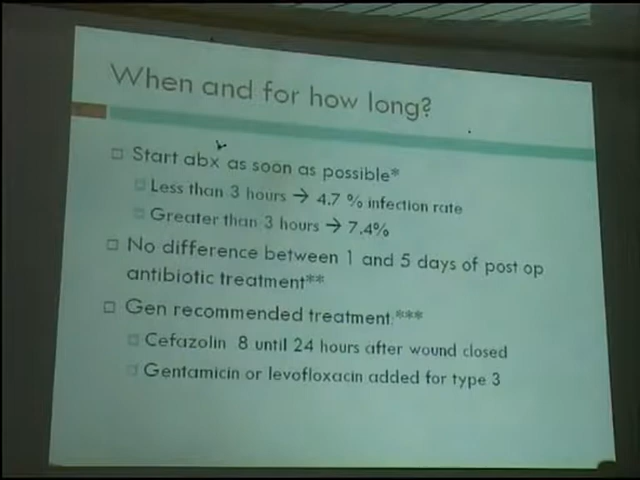 When and for how long?
Start abx as soon as possible*
Less than 3 hours → 4.7 % infection rate
Greater than 3 hours → 7.4%
No difference between 1 and 5 days of post op
antibiotic treatment**
Gen recommended treatment:***
Cefazolin 8 until 24 hours after wound closed
Gentamicin or levofloxacin added for type 3